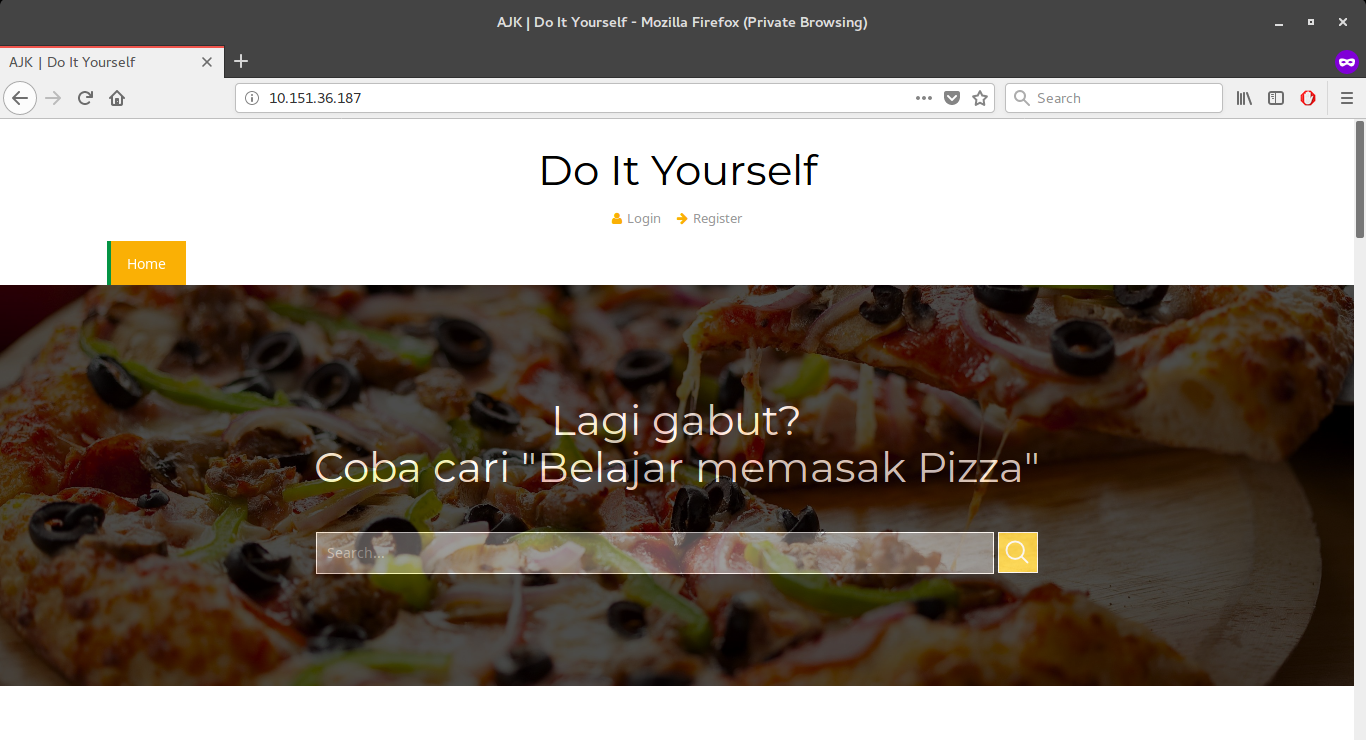 AJK | Do It Yourself - Mozilla Firefox (Private Browsing)
AJK | Do It Yourself
10.151.36.187
Search
Do It Yourself
Login Register
Home
Lagi gabut?
Coba cari "Belajar memasak Pizza"
Search...